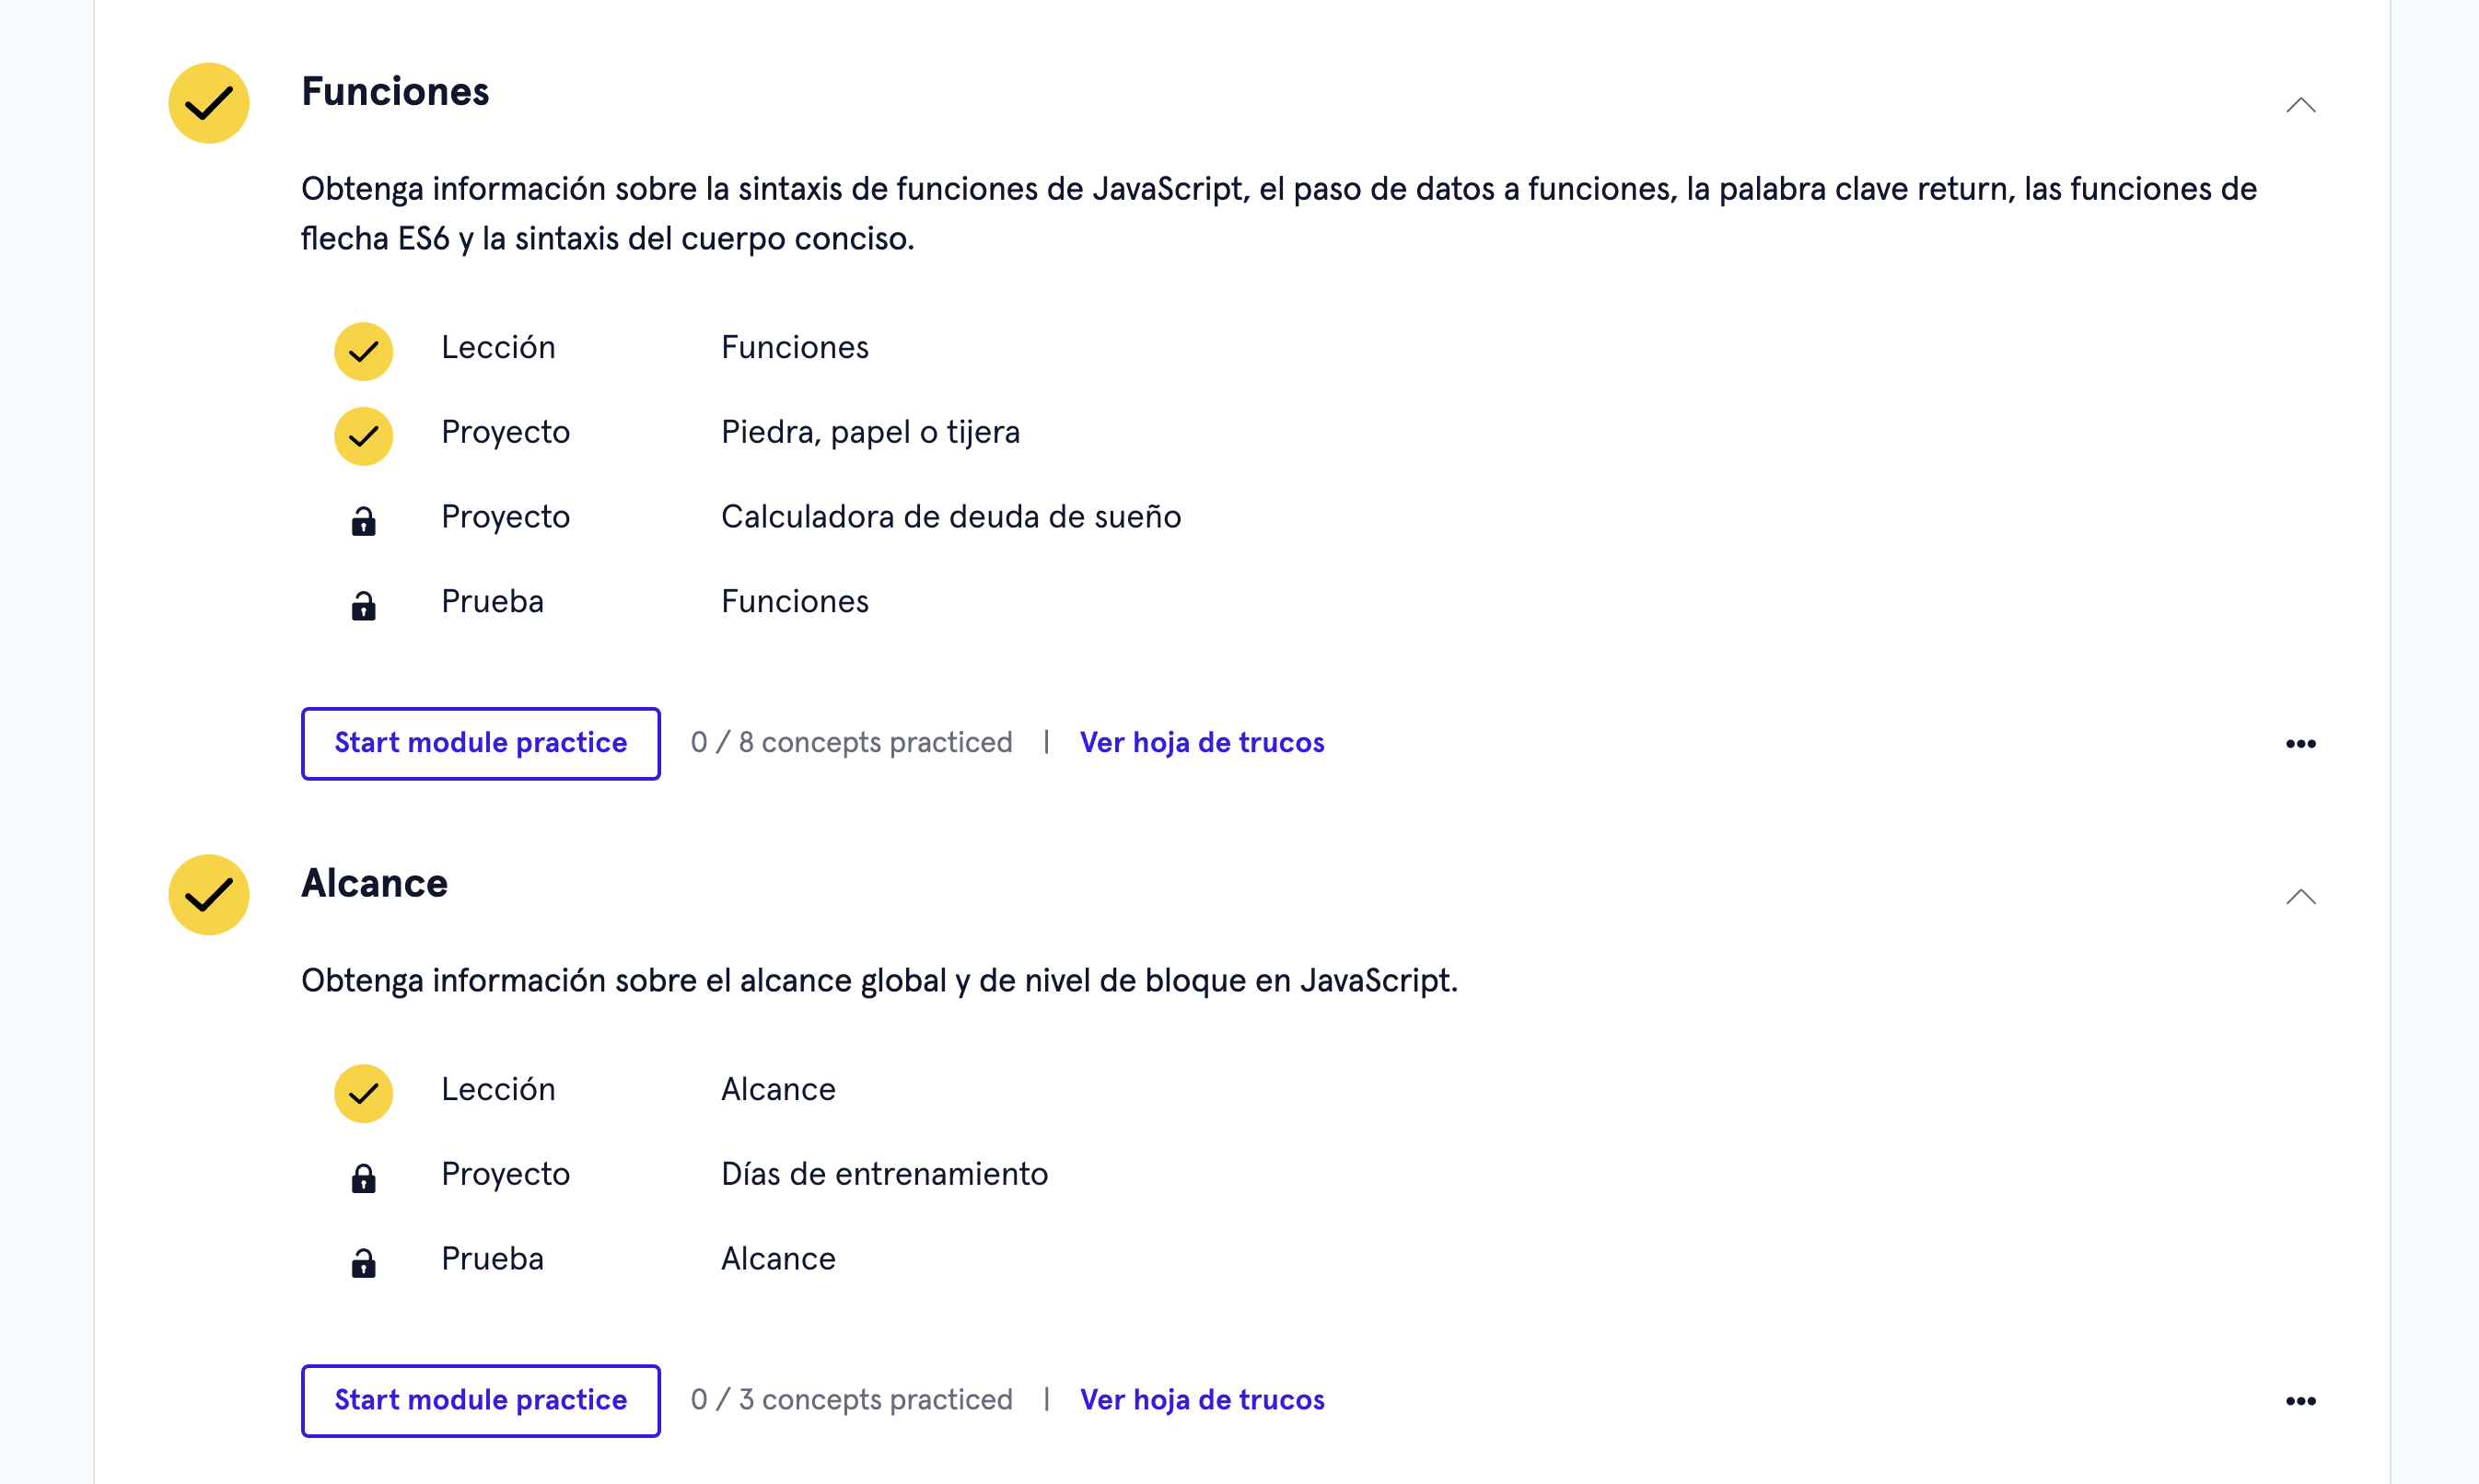 Funciones
Obtenga información sobre la sintaxis de funciones de JavaScript, el paso de datos a funciones, la palabra clave return, las funciones de
flecha ES6 y la sintaxis del cuerpo conciso.
Lección Funciones
Proyecto Piedra, papel o tijera
Proyecto Calculadora de deuda de sueño
Prueba Funciones
Start module practice 0 / 8 concepts practiced | Ver hoja de trucos
Alcance
Obtenga información sobre el alcance global y de nivel de bloque en JavaScript.
Lección Alcance
Proyecto Días de entrenamiento
Prueba Alcance
Start module practice 0 / 3 concepts practiced | Ver hoja de trucos